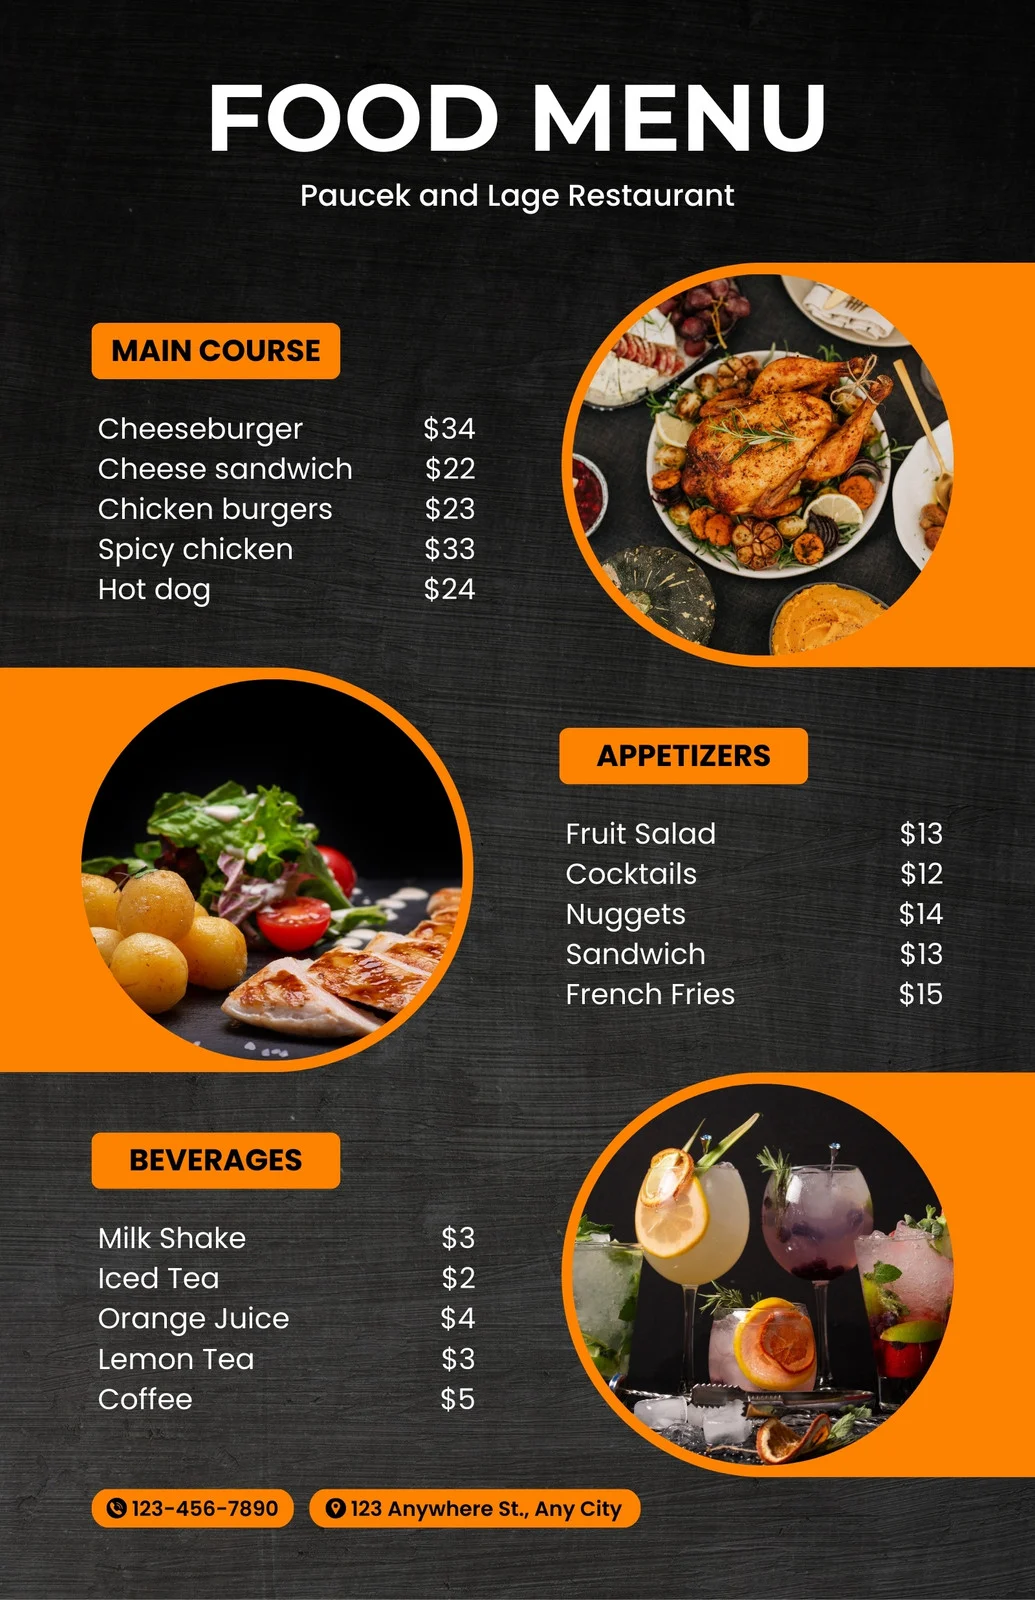 FOOD MENU
Paucek and Lage Restaurant
MAIN COURSE
Cheeseburger $34
Cheese sandwich $22
Chicken burgers $23
Spicy chicken $33
Hot dog $24
APPETIZERS
Fruit Salad $13
Cocktails $12
Nuggets $14
Sandwich $13
French Fries $15
BEVERAGES
Milk Shake $3
Iced Tea $2
Orange Juice $4
Lemon Tea $3
Coffee $5
123-456-7890
123 Anywhere St., Any City